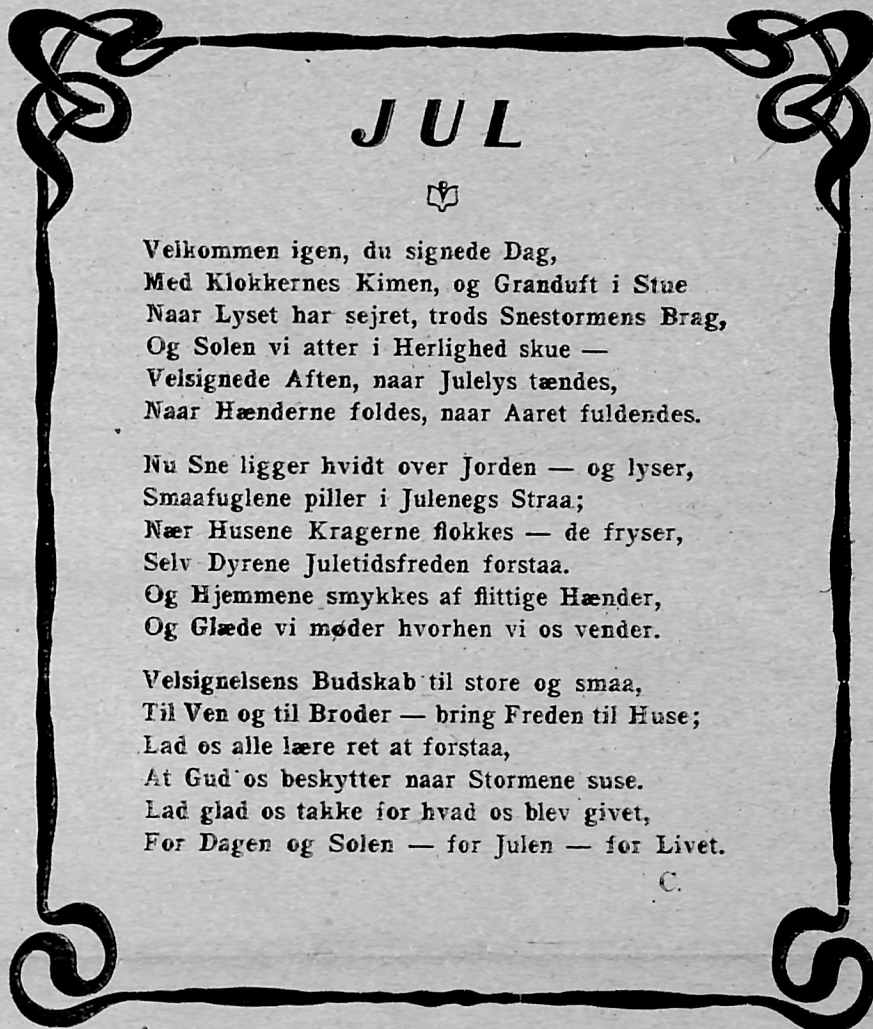 JUL
Velkommen igen, du signede Dag,
Med Klokkernes Kimen, og Granduft i Stue
Naar Lyset har sejret, trods Snestormens Brag,
Og Solen vi atter i Herlighed skue —
Velsignede Aften, naar Julelys tændes,
Naar Hænderne foldes, naar Aaret fuldendes.
Nu Sne ligger hvidt over Jorden — og lyser,
Smaafuglene piller i Julenegs Straa;
Nær Husene Kragerne flokkes — de fryser,
Selv Dyrene Juletidsfreden forstaa.
Og Hjemmene smykkes af flittige Hænder,
Og Glæde vi møder hvorhen vi os vender.
Velsignelsens Budskab til store og smaa,
Til Ven og til Broder — bring Freden til Huse;
Lad os alle lære ret at forstaa,
At Gud os beskytter naar Stormene suse.
Lad glad os takke for hvad os blev givet,
For Dagen og Solen — for Julen — for Livet.
C.